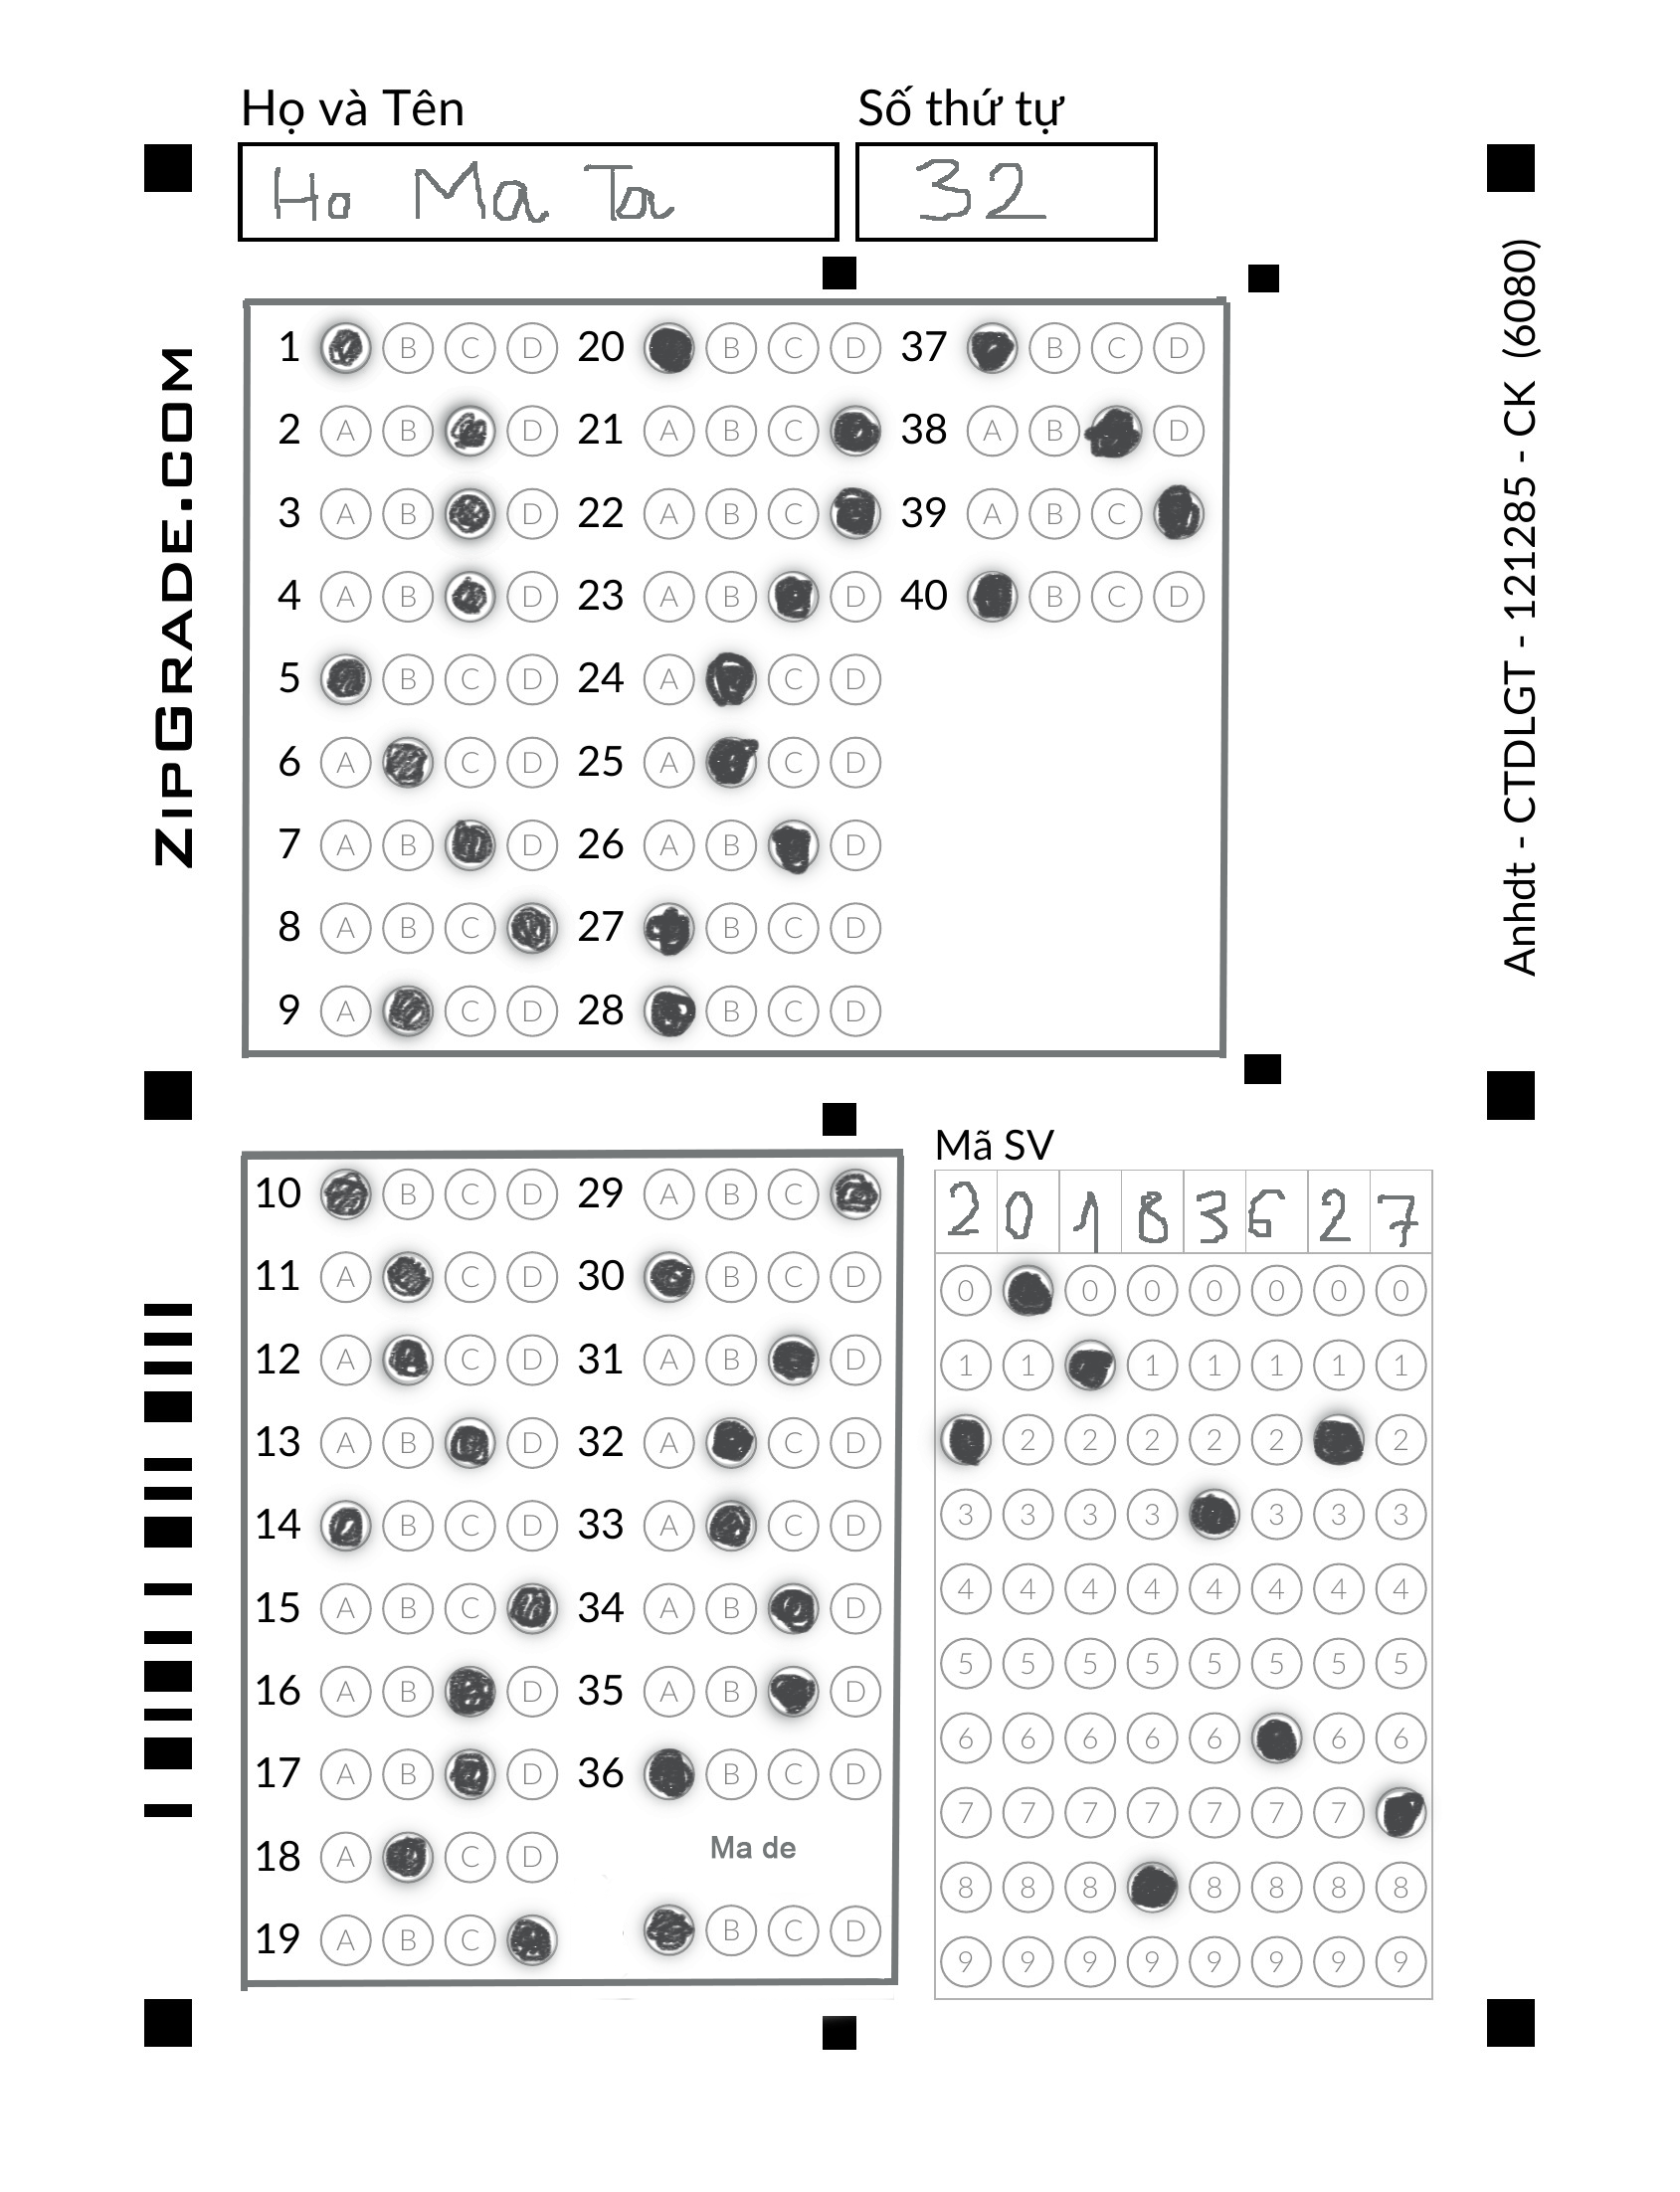 Họ và Tên Số thứ tự
Ho Ma Ta 32
ZIPGRADE.COM
Anhdt - CTDLGT - 121285 - CK (6080)
1 B C D 20 B C D 37 B C D
2 A B D 21 A B C 38 A B D
3 A B D 22 A B C 39 A B C
4 A B D 23 A B D 40 B C D
5 B C D 24 A C D
6 A C D 25 A C D
7 A B D 26 A B D
8 A B C 27 B C D
9 A C D 28 B C D
10 B C D 29 A B C
11 A C D 30 B C D
12 A C D 31 A B D
13 A B D 32 A C D
14 B C D 33 A C D
15 A B C 34 A B D
16 A B D 35 A B D
17 A B D 36 B C D
18 A C D Ma de
19 A B C B C D
Mã SV
2 0 1 8 3 6 2 7
0 0 0 0 0 0 0
1 1 1 1 1 1 1
2 2 2 2 2 2
3 3 3 3 3 3 3
4 4 4 4 4 4 4 4
5 5 5 5 5 5 5 5
6 6 6 6 6 6 6
7 7 7 7 7 7 7
8 8 8 8 8 8 8
9 9 9 9 9 9 9 9